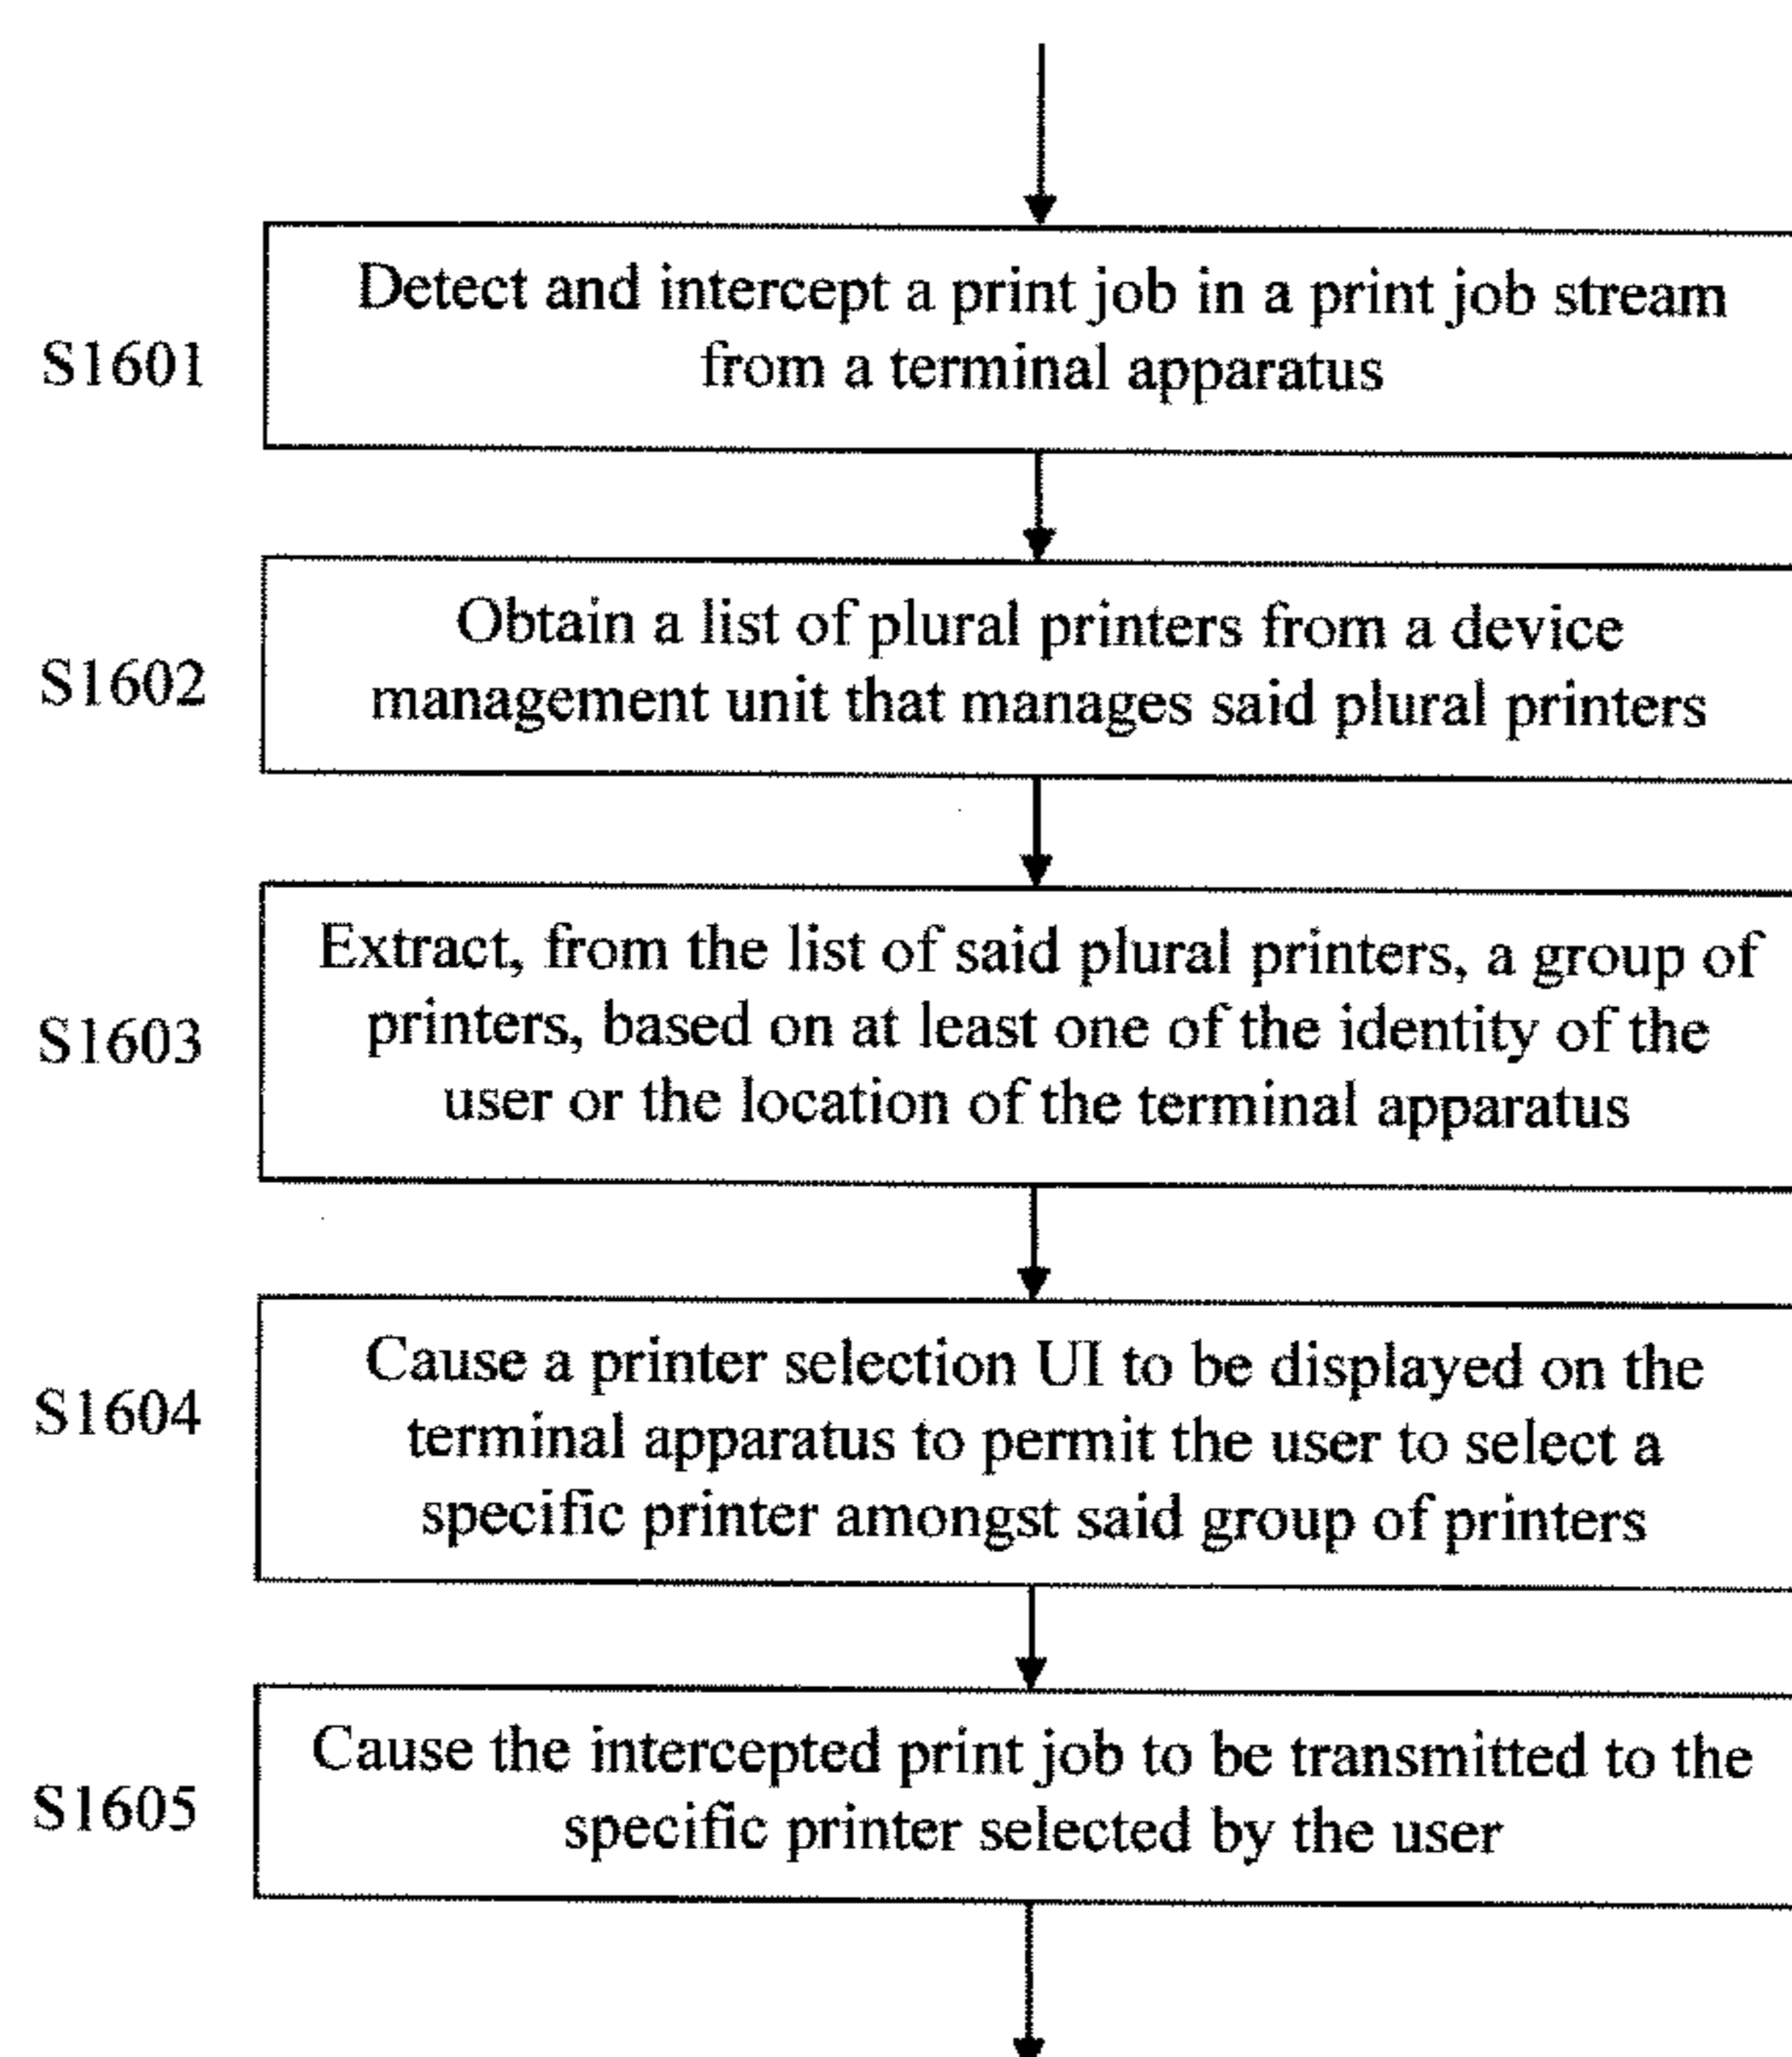 Detect and intercept a print job in a print job stream
from a terminal apparatus
S1601
Obtain a list of plural printers from a device
management unit that manages said plural printers
S1602
Extract, from the list of said plural printers, a group of
printers, based on at least one of the identity of the
user or the location of the terminal apparatus
S1603
Cause a printer selection UI to be displayed on the
terminal apparatus to permit the user to select a
specific printer amongst said group of printers
S1604
Cause the intercepted print job to be transmitted to the
specific printer selected by the user
S1605